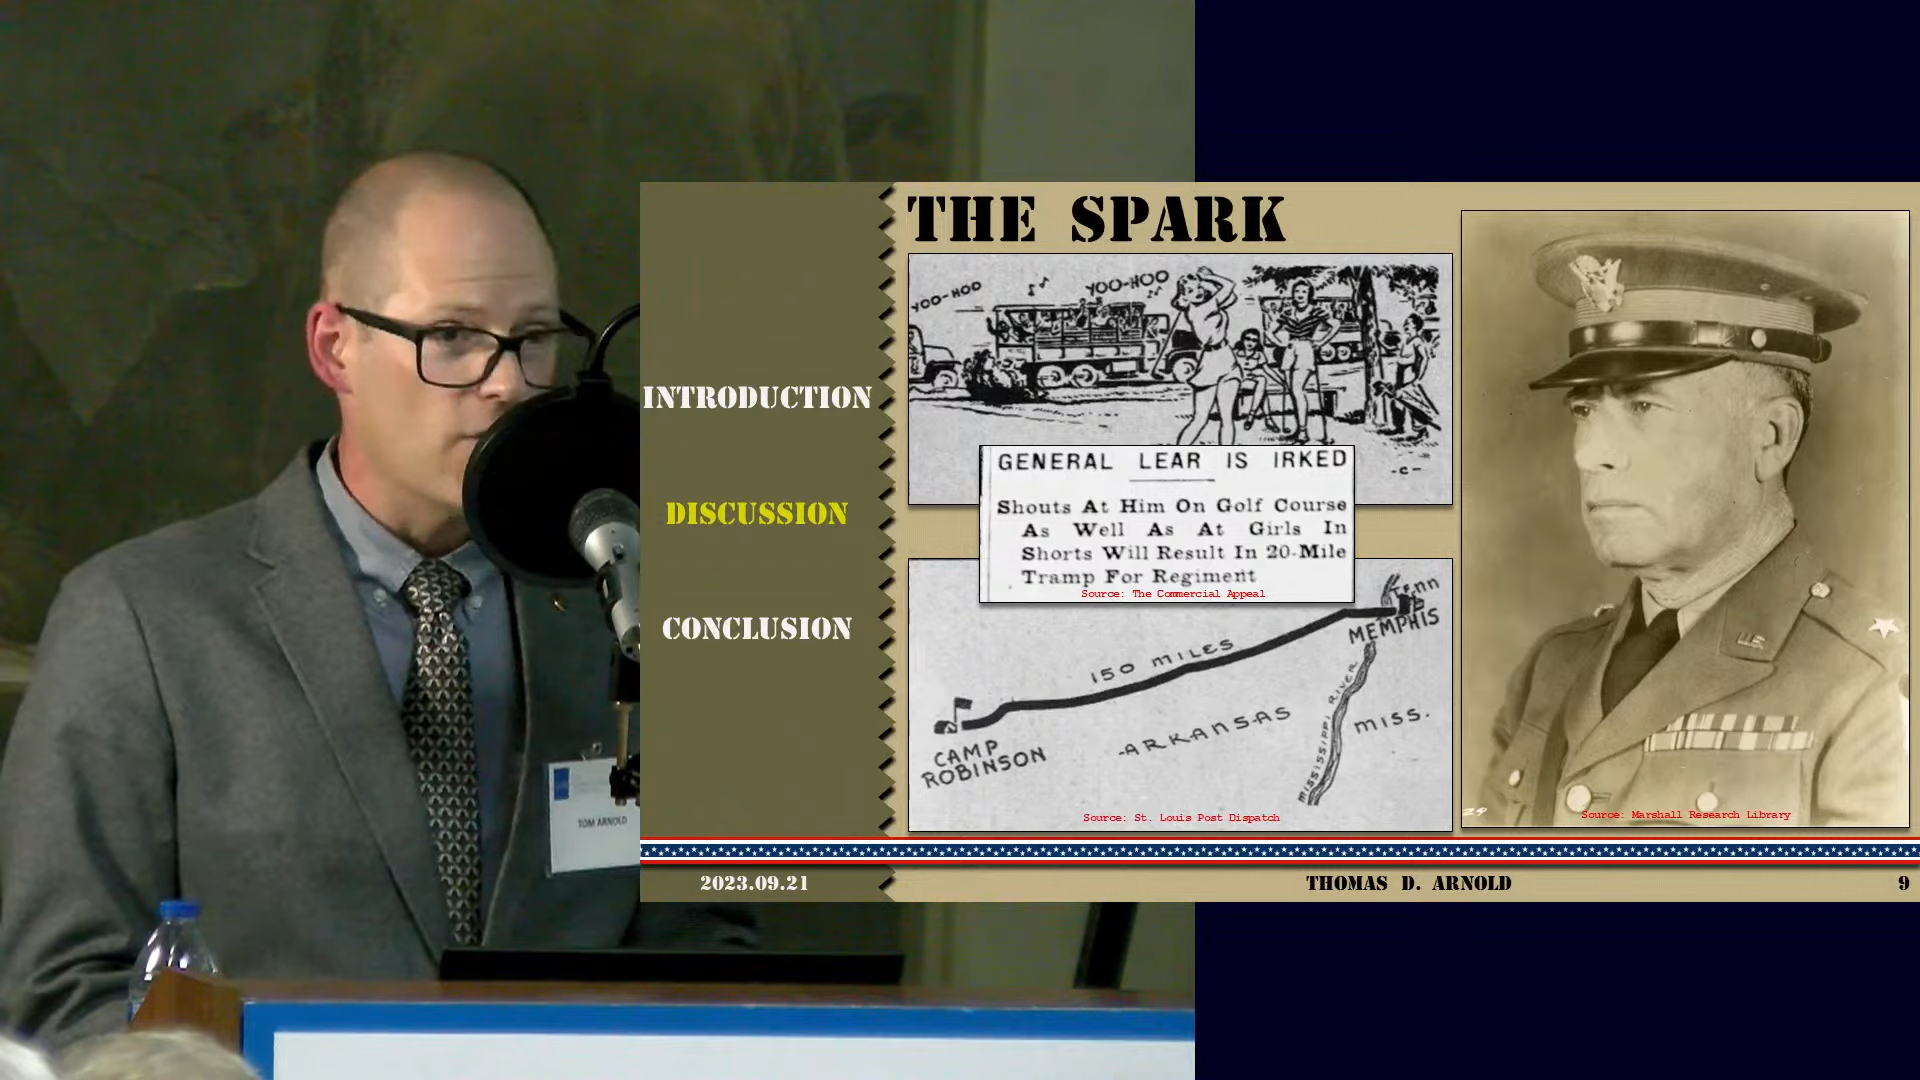 THE SPARK
INTRODUCTION
DISCUSSION
CONCLUSION
YOO-HOO
YOO-HOO
-C-
GENERAL LEAR IS IRKED
Shouts At Him On Golf Course
As Well As At Girls In
Shorts Will Result In 20-Mile
Tramp For Regiment
Source: The Commercial Appeal
TENN
MEMPHIS
150 MILES
MISSISSIPPI RIVER
MISS.
ARKANSAS
CAMP
ROBINSON
Source: St. Louis Post Dispatch
U.S.
29
Source: Marshall Research Library
TOM ARNOLD
2023.09.21
THOMAS D. ARNOLD
9